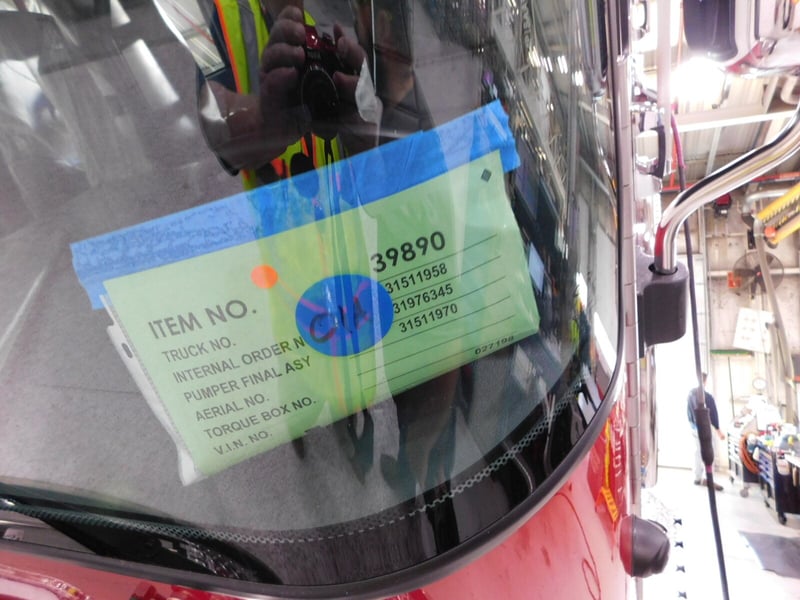 ITEM NO. 39890
TRUCK NO. 31511958
INTERNAL ORDER N 31976345
PUMPER FINAL ASY 31511970
AERIAL NO.
TORQUE BOX NO.
V.I.N. NO.
027198